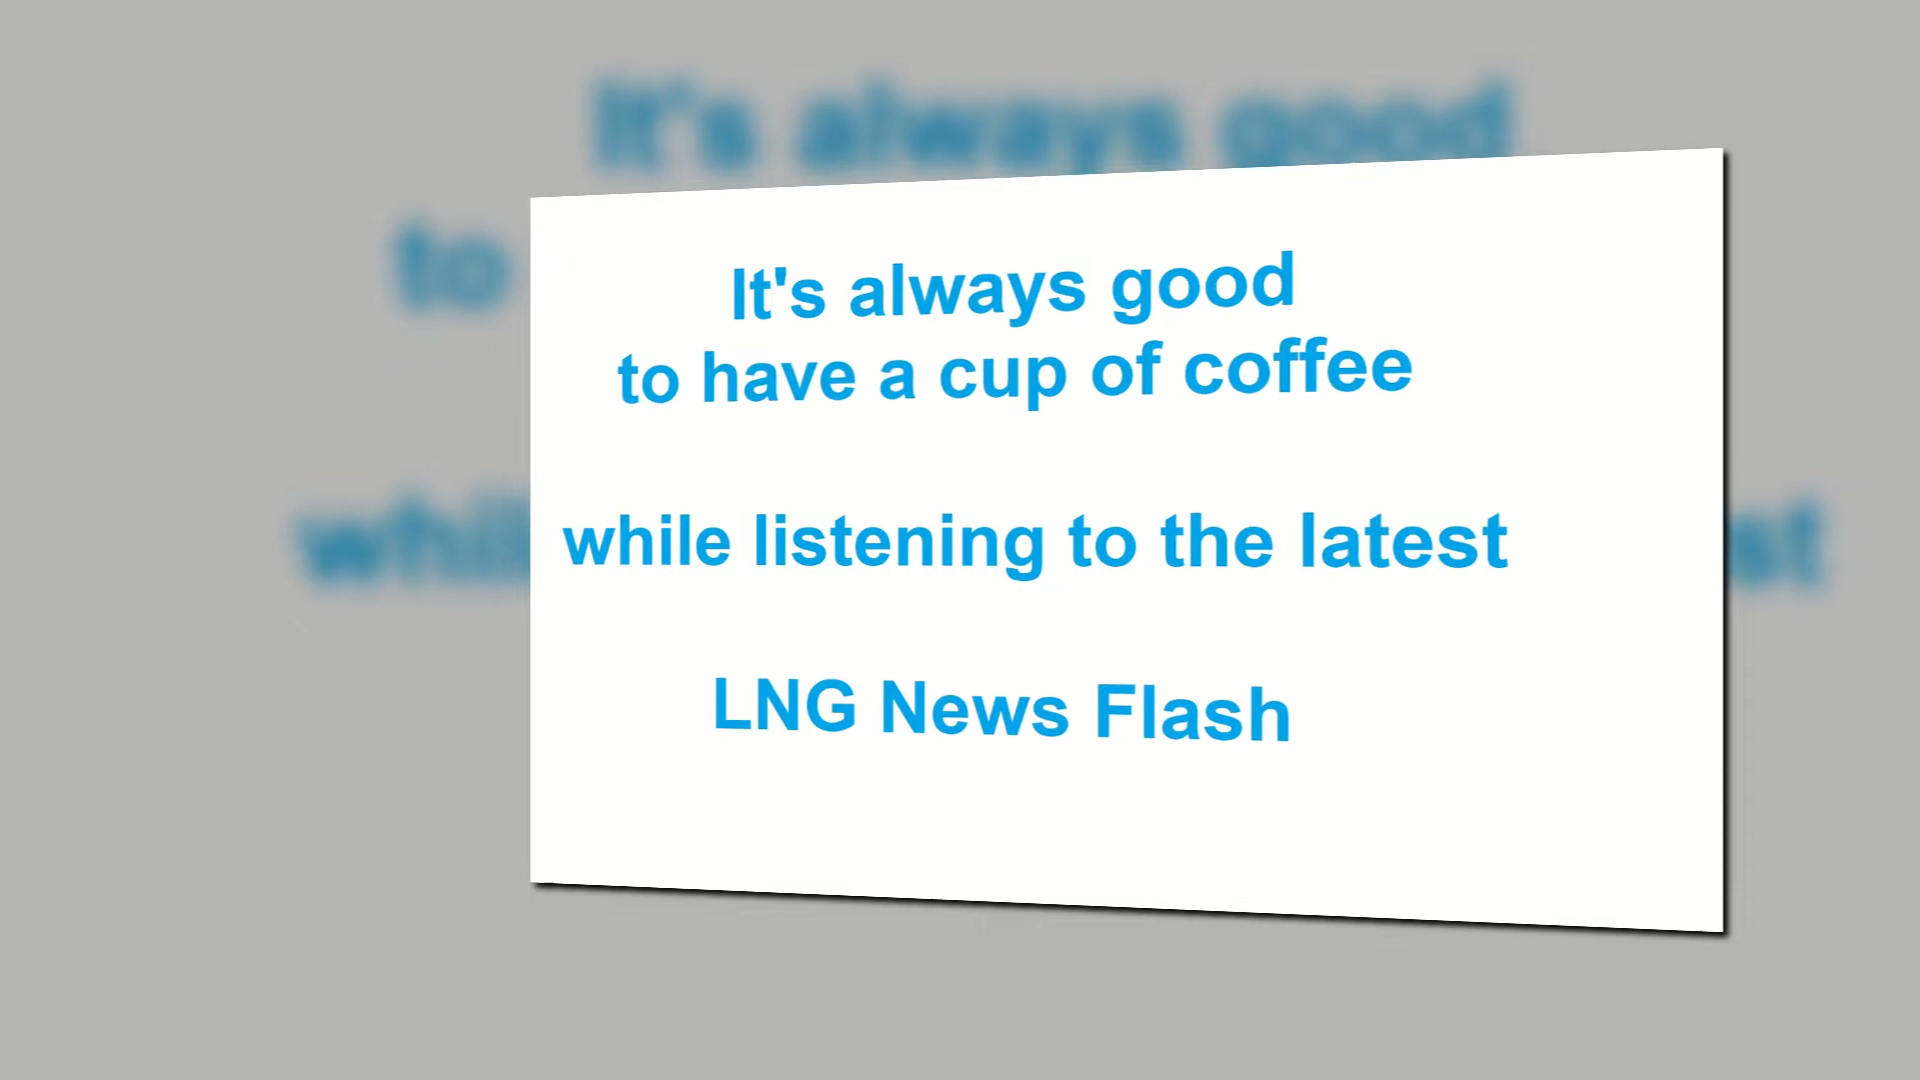 It's always good
to have a cup of coffee
while listening to the latest
LNG News Flash